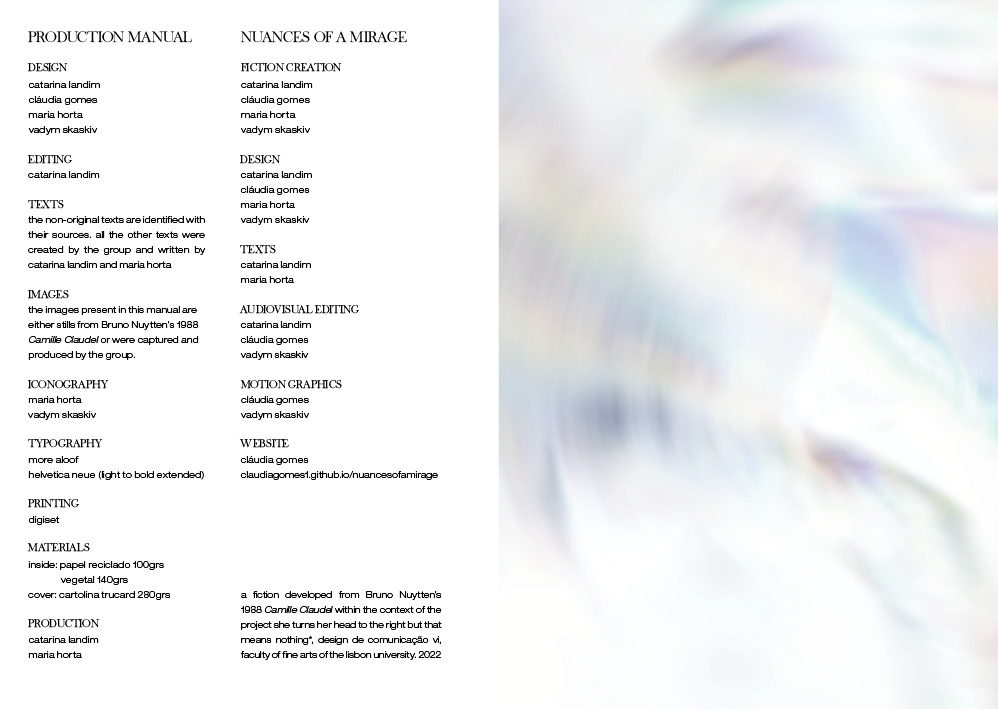 PRODUCTION MANUAL
DESIGN
catarina landim
cláudia gomes
maria horta
vadym skaskiv
EDITING
catarina landim
TEXTS
the non-original texts are identified with
their sources. all the other texts were
created by the group and written by
catarina landim and maria horta
IMAGES
the images present in this manual are
either stills from Bruno Nuytten's 1988
Camille Claudel or were captured and
produced by the group.
ICONOGRAPHY
maria horta
vadym skaskiv
TYPOGRAPHY
more aloof
helvetica neue (light to bold extended)
PRINTING
digiset
MATERIALS
inside: papel reciclado 100grs
vegetal 140grs
cover: cartolina trucard 280grs
PRODUCTION
catarina landim
maria horta
NUANCES OF A MIRAGE
FICTION CREATION
catarina landim
cláudia gomes
maria horta
vadym skaskiv
DESIGN
catarina landim
cláudia gomes
maria horta
vadym skaskiv
TEXTS
catarina landim
maria horta
AUDIOVISUAL EDITING
catarina landim
cláudia gomes
vadym skaskiv
MOTION GRAPHICS
cláudia gomes
vadym skaskiv
WEBSITE
cláudia gomes
claudiagomes1.github.io/nuancesofamirage
a fiction developed from Bruno Nuytten's
1988 Camille Claudel within the context of the
project she turns her head to the right but that
means nothing", design de comunicação vi,
faculty of fine arts of the lisbon university. 2022